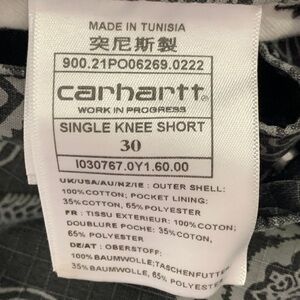 MADE IN TUNISIA
突尼斯製
900.21PO06269.0222
carhartt®
WORK IN PROGRESS
SINGLE KNEE SHORT
30
I030767.0Y1.60.00
UK/USA/AU/NZ/IE : OUTER SHELL:
100%COTTON; POCKET LINING:
35%COTTON, 65%POLYESTER
FR : TISSU EXTERIEUR: 100%COTON;
DOUBLURE POCHE: 35%COTON,
65% POLYESTER
DE/AT : OBERSTOFF:
100%BAUMWOLLE;TASCHENFUTTE
35%BAUMWOLLE, 65% POLYESTER